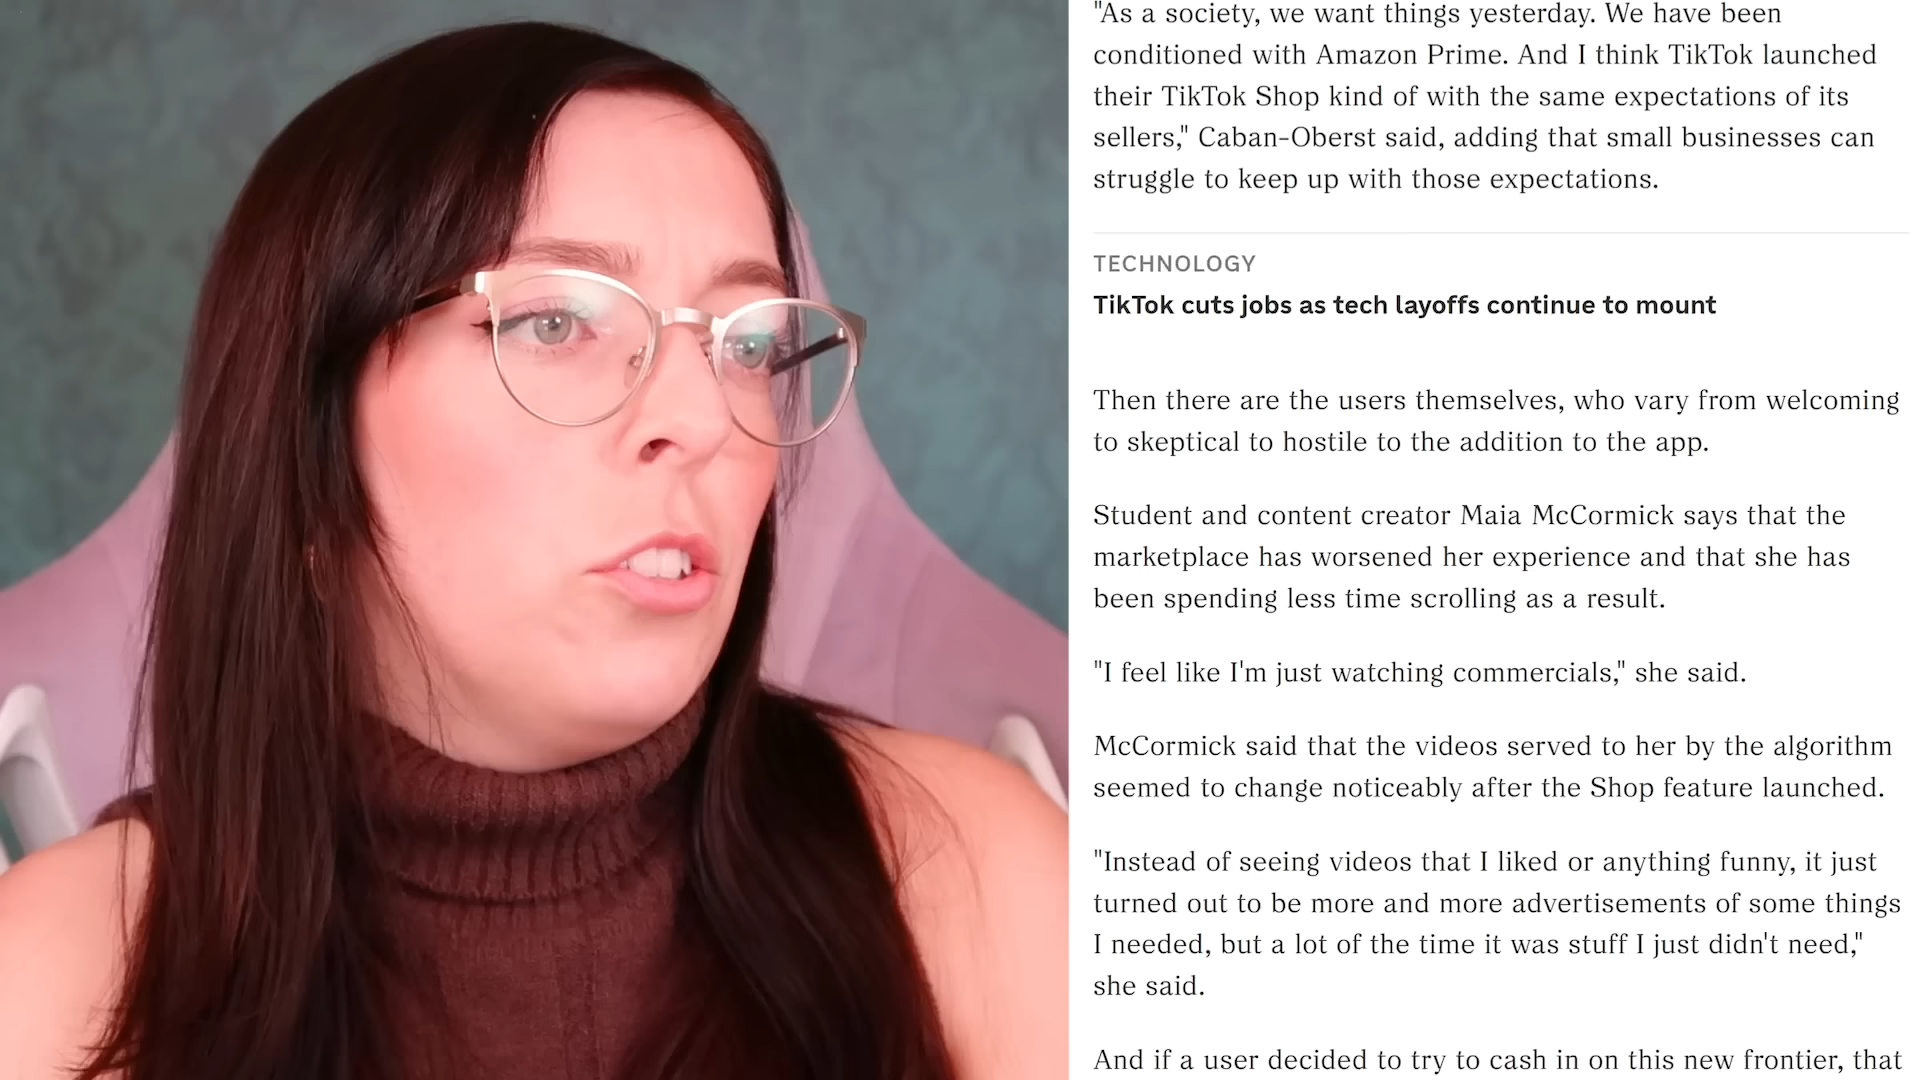 "As a society, we want things yesterday. We have been
conditioned with Amazon Prime. And I think TikTok launched
their TikTok Shop kind of with the same expectations of its
sellers," Caban-Oberst said, adding that small businesses can
struggle to keep up with those expectations.
TECHNOLOGY
TikTok cuts jobs as tech layoffs continue to mount
Then there are the users themselves, who vary from welcoming
to skeptical to hostile to the addition to the app.
Student and content creator Maia McCormick says that the
marketplace has worsened her experience and that she has
been spending less time scrolling as a result.
"I feel like I'm just watching commercials," she said.
McCormick said that the videos served to her by the algorithm
seemed to change noticeably after the Shop feature launched.
"Instead of seeing videos that I liked or anything funny, it just
turned out to be more and more advertisements of some things
I needed, but a lot of the time it was stuff I just didn't need,"
she said.
And if a user decided to try to cash in on this new frontier, that